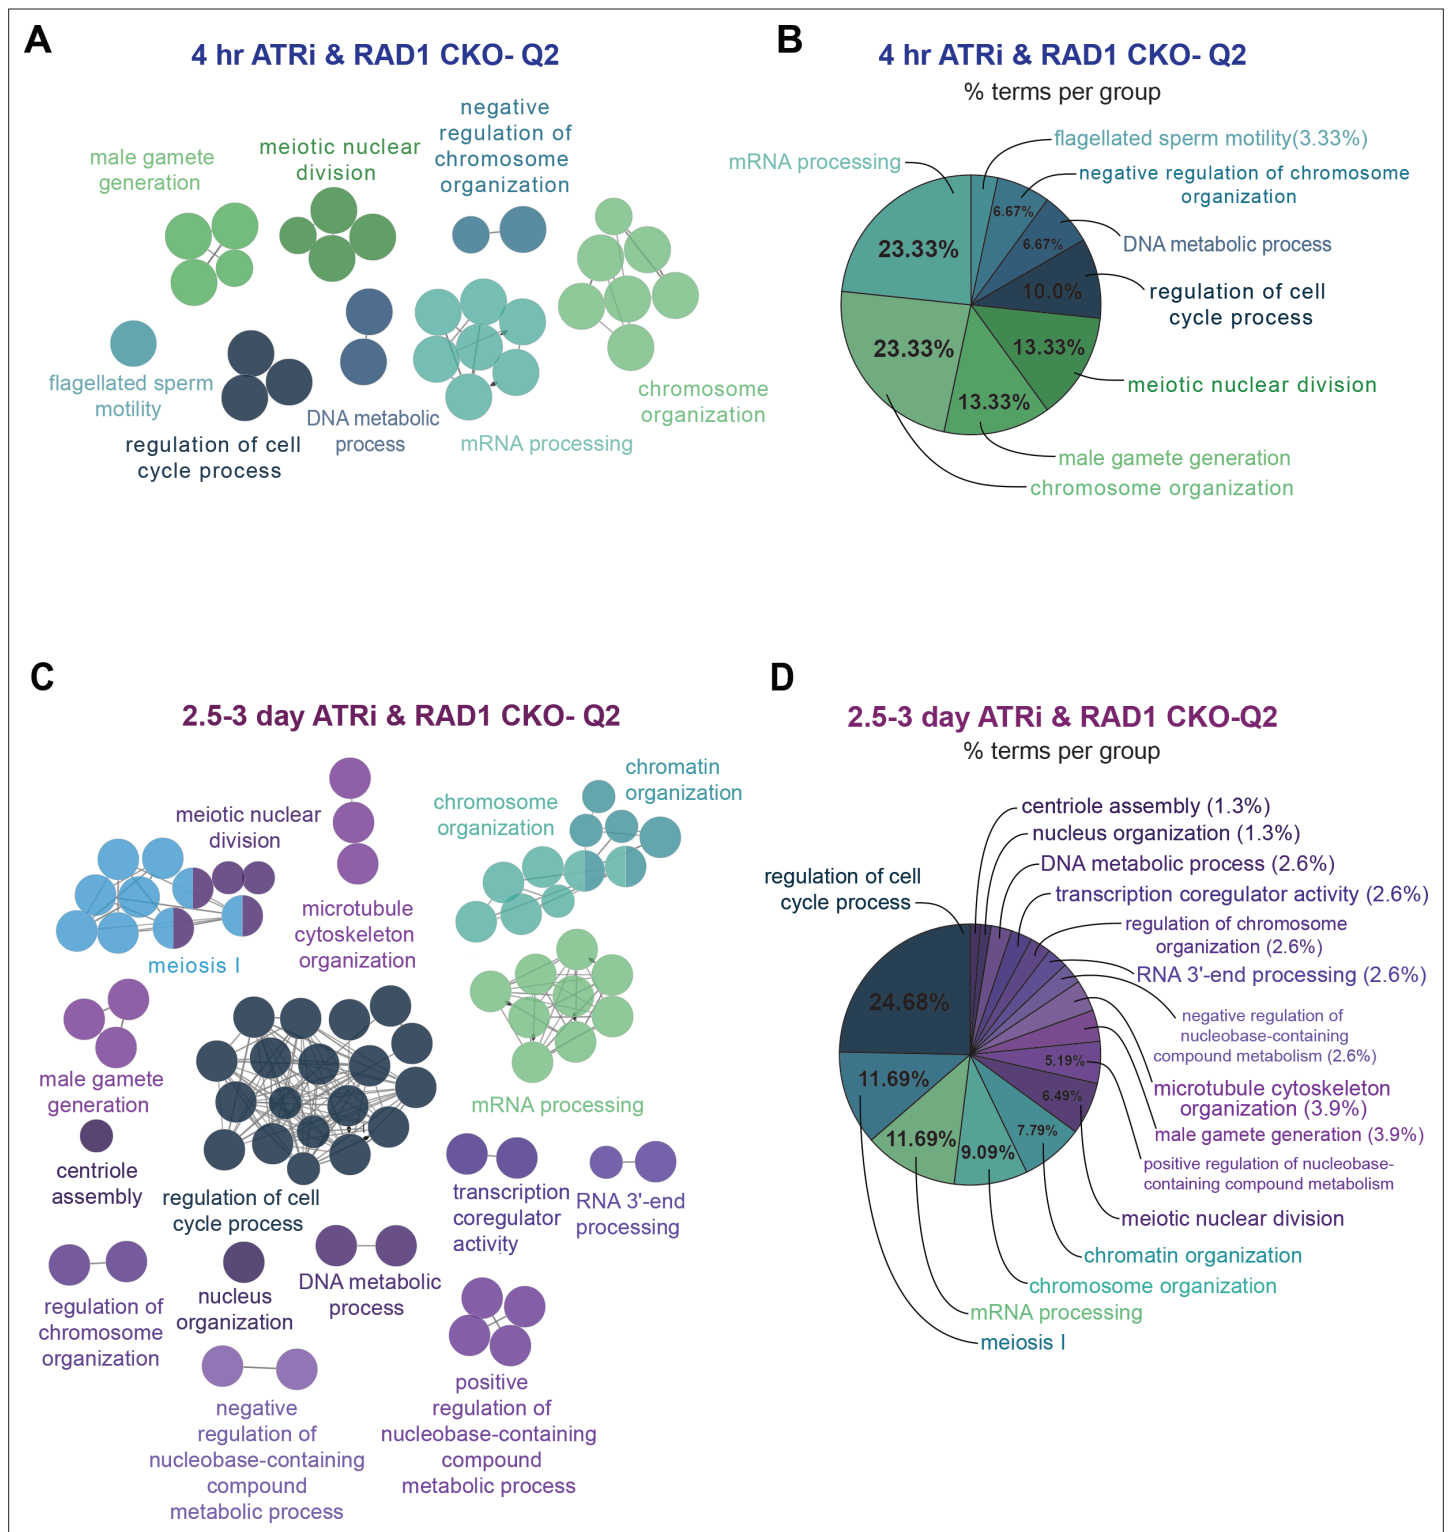 A
4 hr ATRi & RAD1 CKO- Q2
male gamete
generation
meiotic nuclear
division
negative
regulation of
chromosome
organization
flagellated sperm
motility
regulation of cell
cycle process
DNA metabolic
process
mRNA processing
chromosome
organization
B
4 hr ATRi & RAD1 CKO- Q2
% terms per group
mRNA processing
flagellated sperm motility(3.33%)
negative regulation of chromosome
organization
DNA metabolic process
regulation of cell
cycle process
meiotic nuclear division
male gamete generation
chromosome organization
23.33%
6.67%
6.67%
10.0%
13.33%
13.33%
23.33%
C
2.5-3 day ATRi & RAD1 CKO- Q2
meiotic nuclear
division
meiosis I
microtubule
cytoskeleton
organization
chromosome
organization
chromatin
organization
male gamete
generation
mRNA processing
centriole
assembly
regulation of cell
cycle process
transcription
coregulator
activity
RNA 3'-end
processing
regulation of
chromosome
organization
nucleus
organization
DNA metabolic
process
negative
regulation of
nucleobase-containing
compound
metabolic process
positive
regulation of
nucleobase-containing
compound
metabolic process
D
2.5-3 day ATRi & RAD1 CKO-Q2
% terms per group
regulation of cell
cycle process
centriole assembly (1.3%)
nucleus organization (1.3%)
DNA metabolic process (2.6%)
transcription coregulator activity (2.6%)
regulation of chromosome
organization (2.6%)
RNA 3'-end processing (2.6%)
negative regulation of
nucleobase-containing
compound metabolism (2.6%)
microtubule cytoskeleton
organization (3.9%)
male gamete generation (3.9%)
positive regulation of nucleobase-
containing compound metabolism
meiotic nuclear division
chromatin organization
chromosome organization
mRNA processing
meiosis I
24.68%
5.19%
6.49%
7.79%
9.09%
11.69%
11.69%